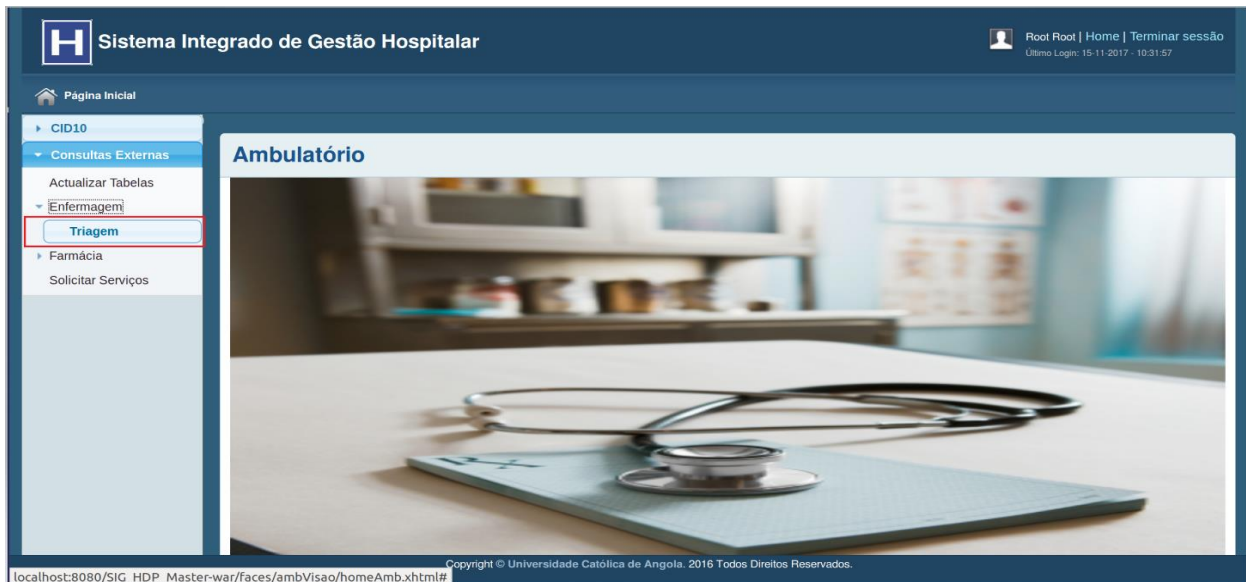 H Sistema Integrado de Gestão Hospitalar
Root Root | Home | Terminar sessão
Último Login: 15-11-2017 - 10:31:57
Página Inicial
CID10
Consultas Externas
Actualizar Tabelas
Enfermagem
Triagem
Farmácia
Solicitar Serviços
Ambulatório
Copyright © Universidade Católica de Angola. 2016 Todos Direitos Reservados.
localhost:8080/SIG_HDP_Master-war/faces/ambVisao/homeAmb.xhtml#